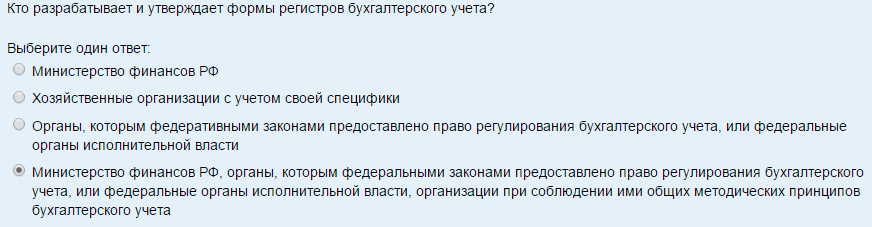 Кто разрабатывает и утверждает формы регистров бухгалтерского учета?
Выберите один ответ:
Министерство финансов РФ
Хозяйственные организации с учетом своей специфики
Органы, которым федеративными законами предоставлено право регулирования бухгалтерского учета, или федеральные
органы исполнительной власти
Министерство финансов РФ, органы, которым федеральными законами предоставлено право регулирования бухгалтерского
учета, или федеральные органы исполнительной власти, организации при соблюдении ими общих методических принципов
бухгалтерского учета